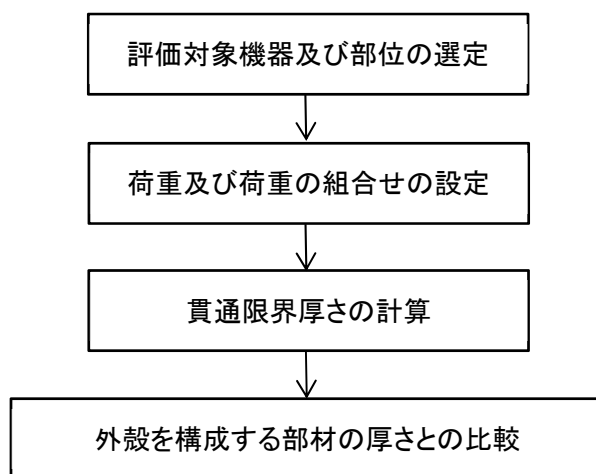 評価対象機器及び部位の選定
荷重及び荷重の組合せの設定
貫通限界厚さの計算
外殻を構成する部材の厚さとの比較